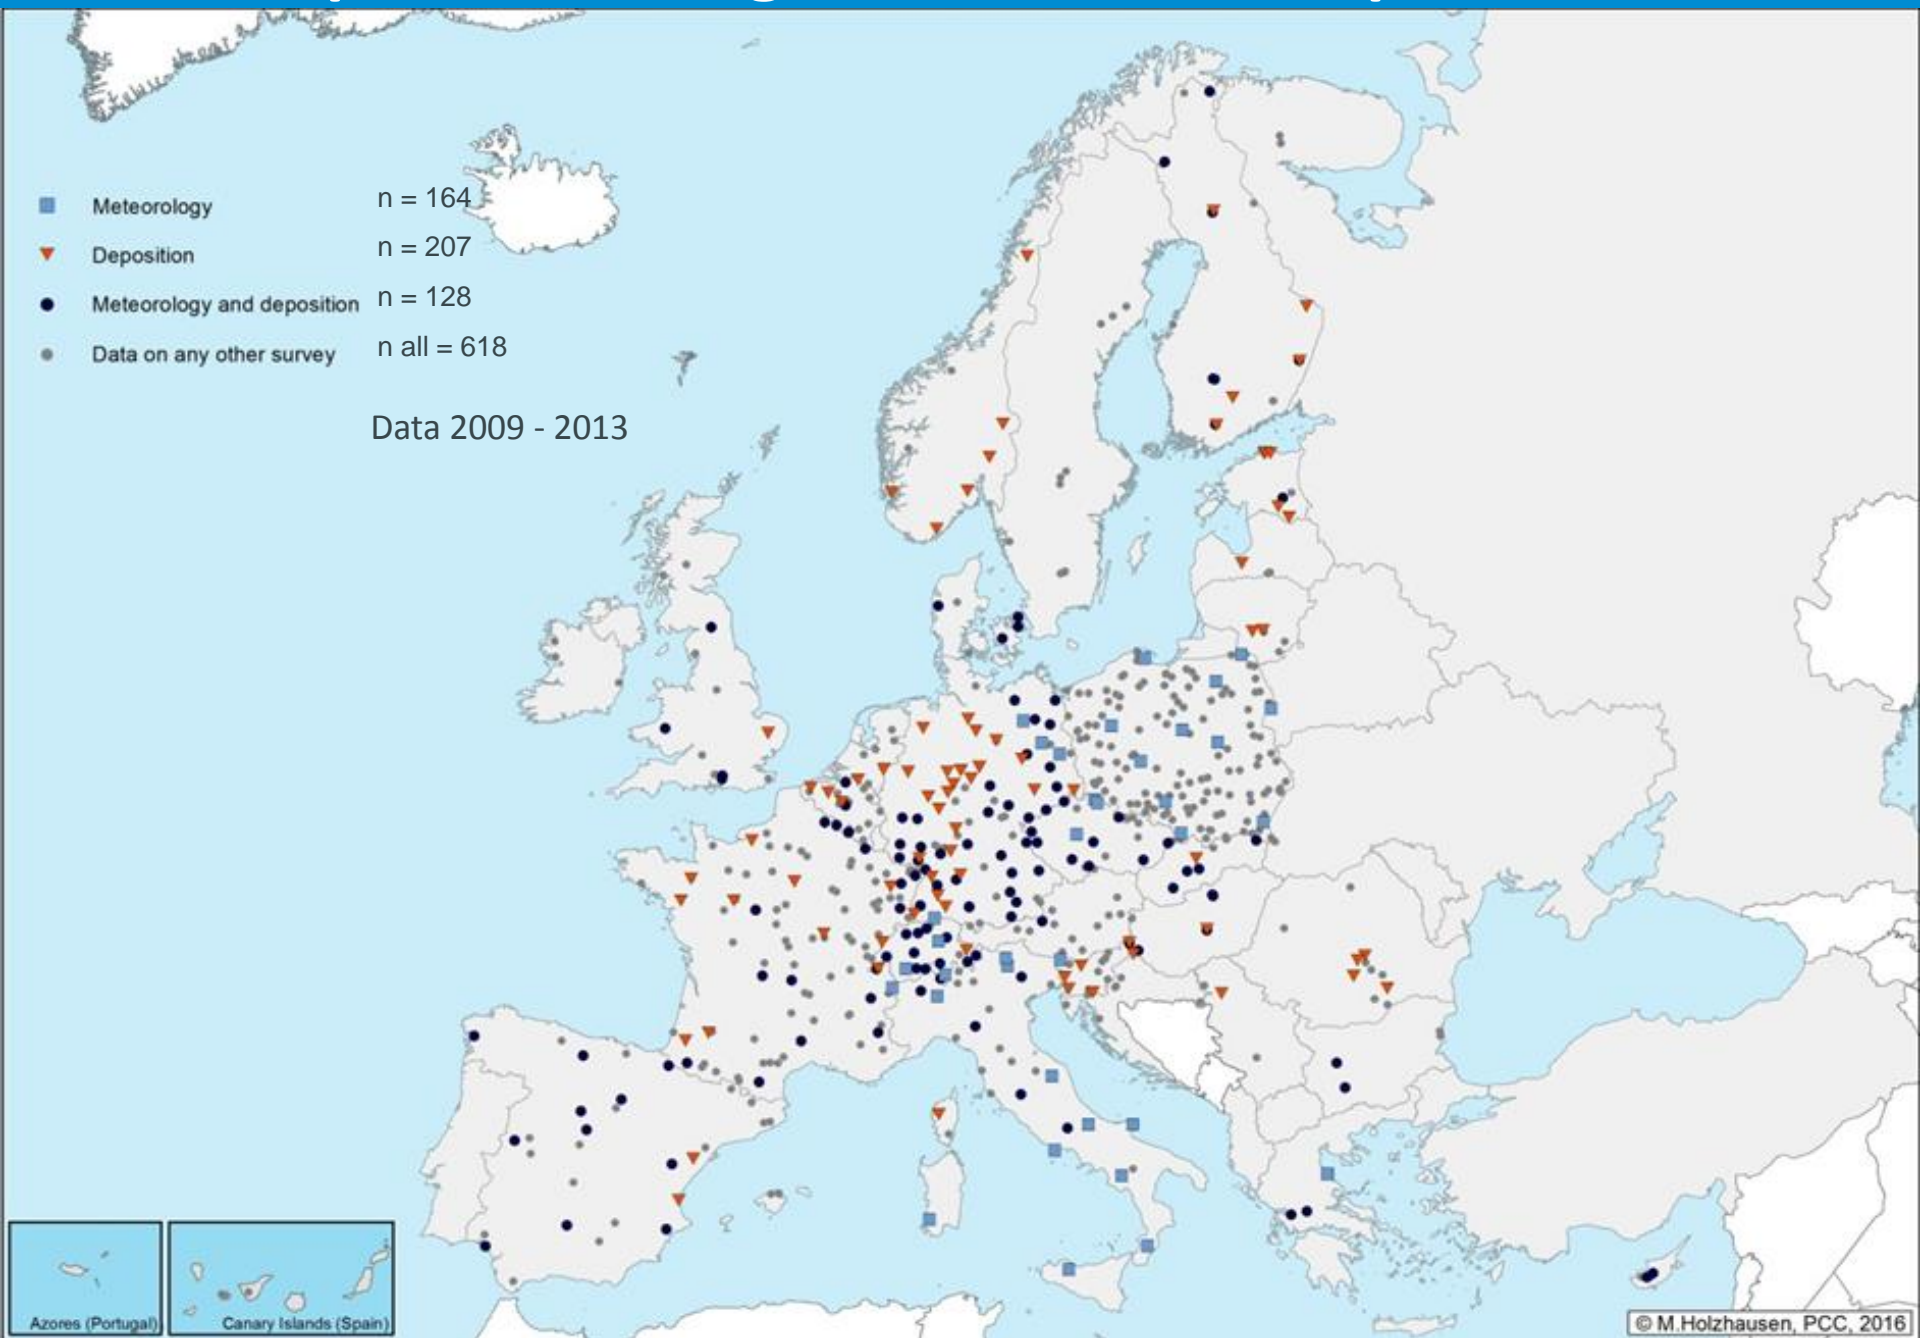 Meteorology n = 164
Deposition n = 207
Meteorology and deposition n = 128
Data on any other survey n all = 618
Data 2009 - 2013
Azores (Portugal)
Canary Islands (Spain)
© M.Holzhausen, PCC, 2016